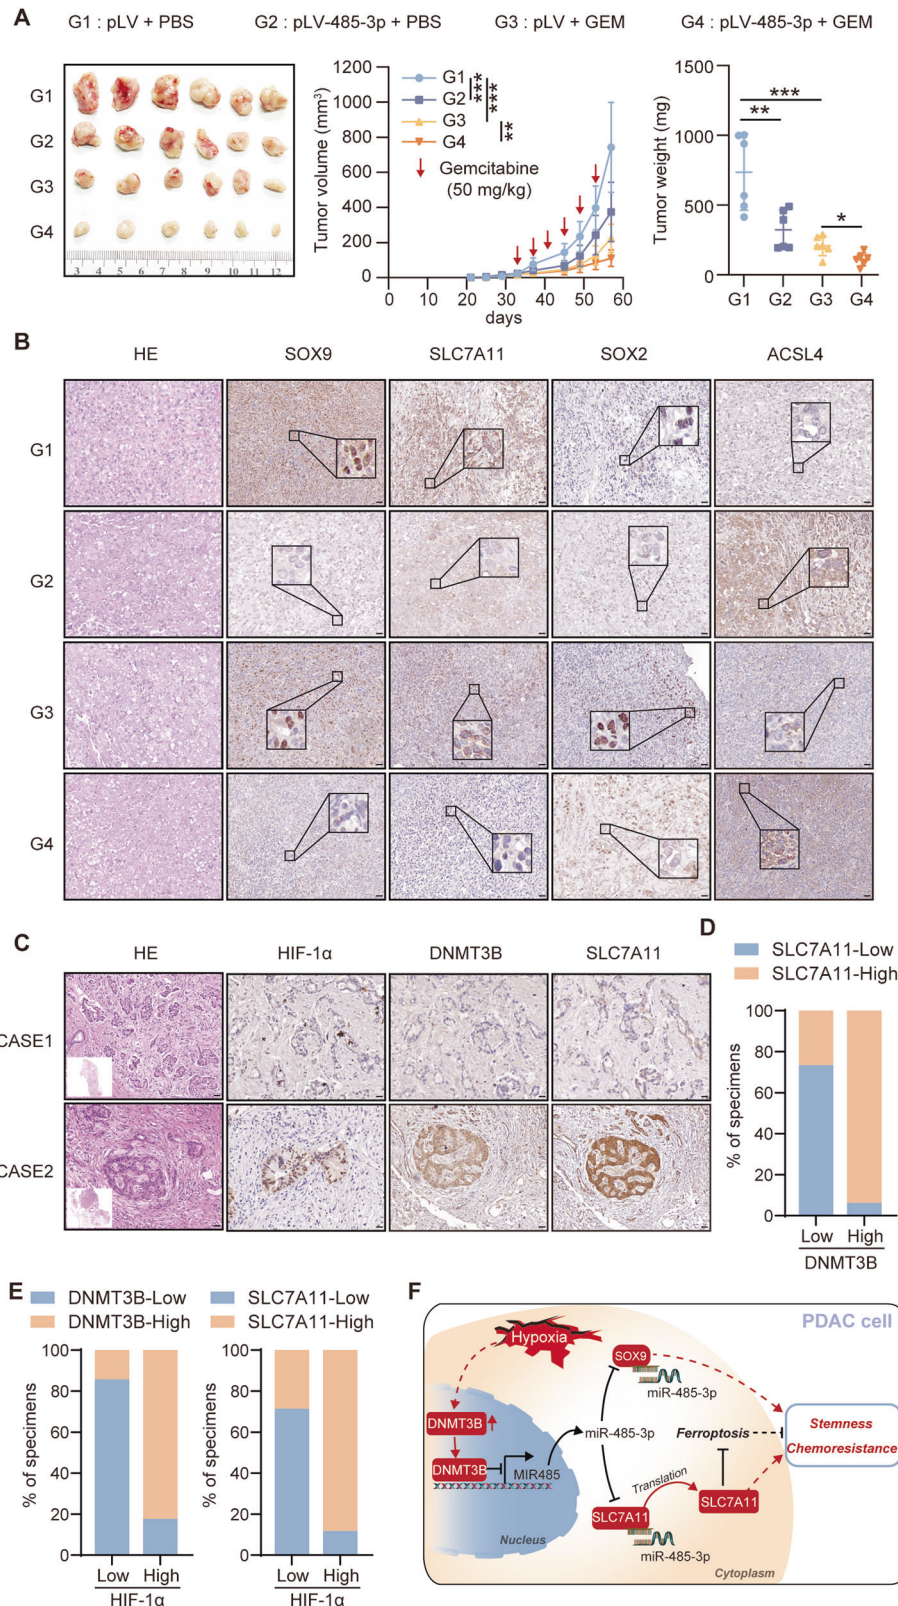 A
G1 : pLV + PBS
G2 : pLV-485-3p + PBS
G3 : pLV + GEM
G4 : pLV-485-3p + GEM
G1
G2
G3
G4
3 4 5 6 7 8 9 10 11 12
Tumor volume (mm³)
1200
1000
800
600
400
200
0
0 10 20 30 40 50 60
days
G1
G2
G3
G4
***
***
**
Gemcitabine
(50 mg/kg)
Tumor weight (mg)
1500
1000
500
0
***
**
*
G1 G2 G3 G4
B
HE SOX9 SLC7A11 SOX2 ACSL4
G1
G2
G3
G4
C
HE HIF-1α DNMT3B SLC7A11
CASE1
CASE2
D
SLC7A11-Low
SLC7A11-High
% of specimens
100
80
60
40
20
0
Low High
DNMT3B
E
DNMT3B-Low
DNMT3B-High
% of specimens
100
80
60
40
20
0
Low High
HIF-1α
SLC7A11-Low
SLC7A11-High
% of specimens
100
80
60
40
20
0
Low High
HIF-1α
F
PDAC cell
Hypoxia
SOX9
miR-485-3p
DNMT3B
DNMT3B
MIR485
miR-485-3p
Ferroptosis
Stemness
Chemoresistance
Translation
SLC7A11
SLC7A11
miR-485-3p
Nucleus
Cytoplasm